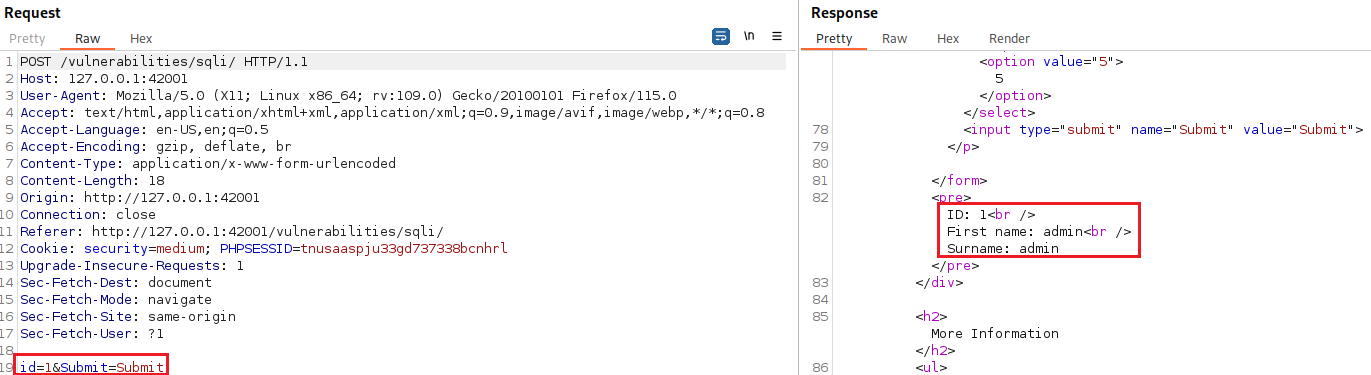 Request
Pretty Raw Hex \n ≡
1 POST /vulnerabilities/sqli/ HTTP/1.1
2 Host: 127.0.0.1:42001
3 User-Agent: Mozilla/5.0 (X11; Linux x86_64; rv:109.0) Gecko/20100101 Firefox/115.0
4 Accept: text/html,application/xhtml+xml,application/xml;q=0.9,image/avif,image/webp,*/*;q=0.8
5 Accept-Language: en-US,en;q=0.5
6 Accept-Encoding: gzip, deflate, br
7 Content-Type: application/x-www-form-urlencoded
8 Content-Length: 18
9 Origin: http://127.0.0.1:42001
10 Connection: close
11 Referer: http://127.0.0.1:42001/vulnerabilities/sqli/
12 Cookie: security=medium; PHPSESSID=tnusaaspju33gd737338bcnhrl
13 Upgrade-Insecure-Requests: 1
14 Sec-Fetch-Dest: document
15 Sec-Fetch-Mode: navigate
16 Sec-Fetch-Site: same-origin
17 Sec-Fetch-User: ?1
18
19 id=1&Submit=Submit
Response
Pretty Raw Hex Render
<option value="5">
5
</option>
</select>
78 <input type="submit" name="Submit" value="Submit">
79 </p>
80
81 </form>
82 <pre>
ID: 1<br />
First name: admin<br />
Surname: admin
</pre>
83 </div>
84
85 <h2>
More Information
</h2>
86 <ul>